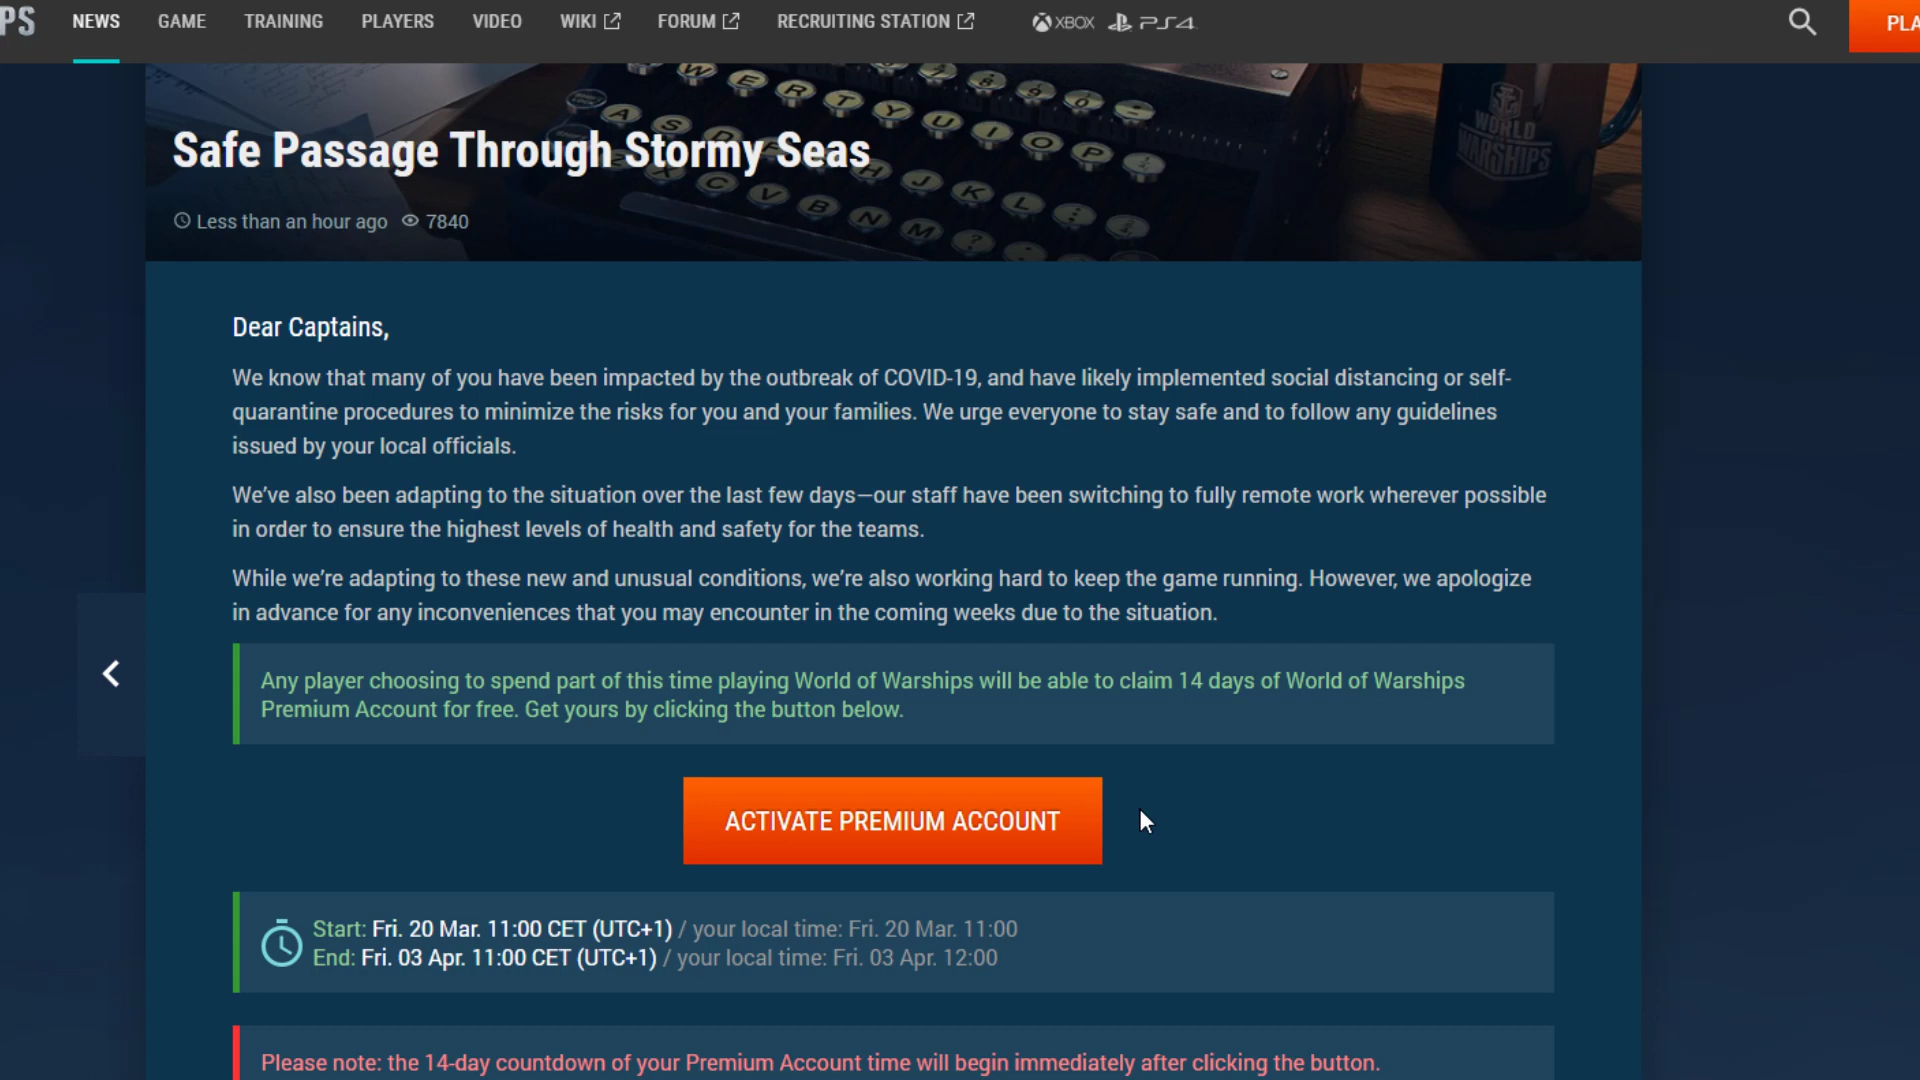 PS NEWS GAME TRAINING PLAYERS VIDEO WIKI FORUM RECRUITING STATION XBOX PS4 PLA
W E R T Y U I O P
A S D F H J K L
X C V B N M ?
7 8 9 0
WORLD
WARSHIPS
Safe Passage Through Stormy Seas
Less than an hour ago 7840
Dear Captains,
We know that many of you have been impacted by the outbreak of COVID-19, and have likely implemented social distancing or self-
quarantine procedures to minimize the risks for you and your families. We urge everyone to stay safe and to follow any guidelines
issued by your local officials.
We've also been adapting to the situation over the last few days—our staff have been switching to fully remote work wherever possible
in order to ensure the highest levels of health and safety for the teams.
While we're adapting to these new and unusual conditions, we're also working hard to keep the game running. However, we apologize
in advance for any inconveniences that you may encounter in the coming weeks due to the situation.
Any player choosing to spend part of this time playing World of Warships will be able to claim 14 days of World of Warships
Premium Account for free. Get yours by clicking the button below.
ACTIVATE PREMIUM ACCOUNT
Start: Fri. 20 Mar. 11:00 CET (UTC+1) / your local time: Fri. 20 Mar. 11:00
End: Fri. 03 Apr. 11:00 CET (UTC+1) / your local time: Fri. 03 Apr. 12:00
Please note: the 14-day countdown of your Premium Account time will begin immediately after clicking the button.